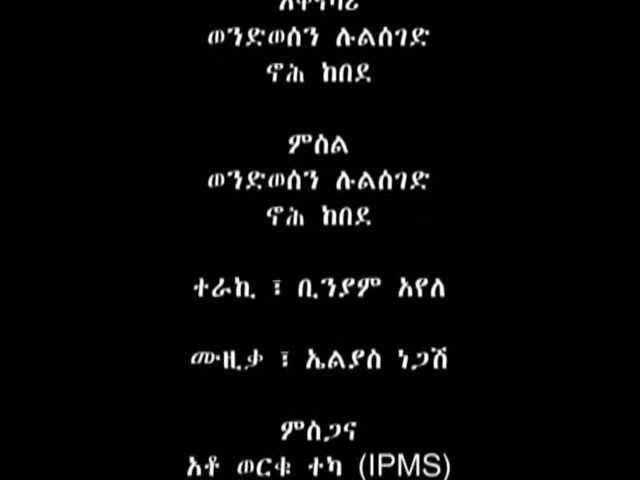 አቀናባሪ
ወንድወሰን ሉልሰገድ
ኖሕ ከበደ
ምስል
ወንድወሰን ሉልሰገድ
ኖሕ ከበደ
ተራኪ ፤ ቢንያም አየለ
ሙዚቃ ፤ ኤልያስ ነጋሽ
ምስጋና
አቶ ወርቁ ተካ (IPMS)